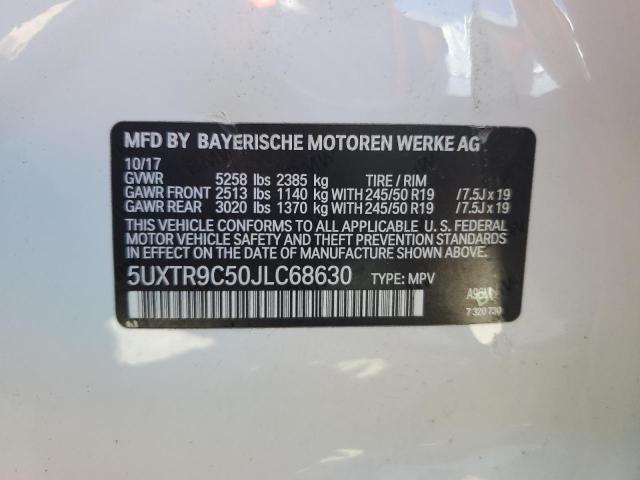 MFD BY BAYERISCHE MOTOREN WERKE AG
10/17
GVWR 5258 lbs 2385 kg TIRE / RIM
GAWR FRONT 2513 lbs 1140 kg WITH 245/50 R19 /7.5J x 19
GAWR REAR 3020 lbs 1370 kg WITH 245/50 R19 /7.5J x 19
THIS VEHICLE CONFORMS TO ALL APPLICABLE U. S. FEDERAL
MOTOR VEHICLE SAFETY AND THEFT PREVENTION STANDARDS
IN EFFECT ON THE DATE OF MANUFACTURE SHOWN ABOVE.
5UXTR9C50JLC68630 TYPE: MPV
7 320 730